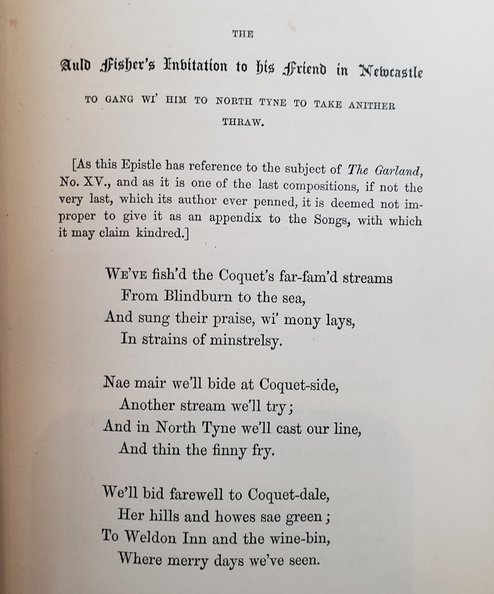 THE
Auld Fisher's Invitation to his Friend in Newcastle
TO GANG WI' HIM TO NORTH TYNE TO TAKE ANITHER
THRAW.
[As this Epistle has reference to the subject of The Garland,
No. XV., and as it is one of the last compositions, if not the
very last, which its author ever penned, it is deemed not im-
proper to give it as an appendix to the Songs, with which
it may claim kindred.]
WE'VE fish'd the Coquet's far-fam'd streams
From Blindburn to the sea,
And sung their praise, wi' mony lays,
In strains of minstrelsy.
Nae mair we'll bide at Coquet-side,
Another stream we'll try;
And in North Tyne we'll cast our line,
And thin the finny fry.
We'll bid farewell to Coquet-dale,
Her hills and howes sae green;
To Weldon Inn and the wine-bin,
Where merry days we've seen.